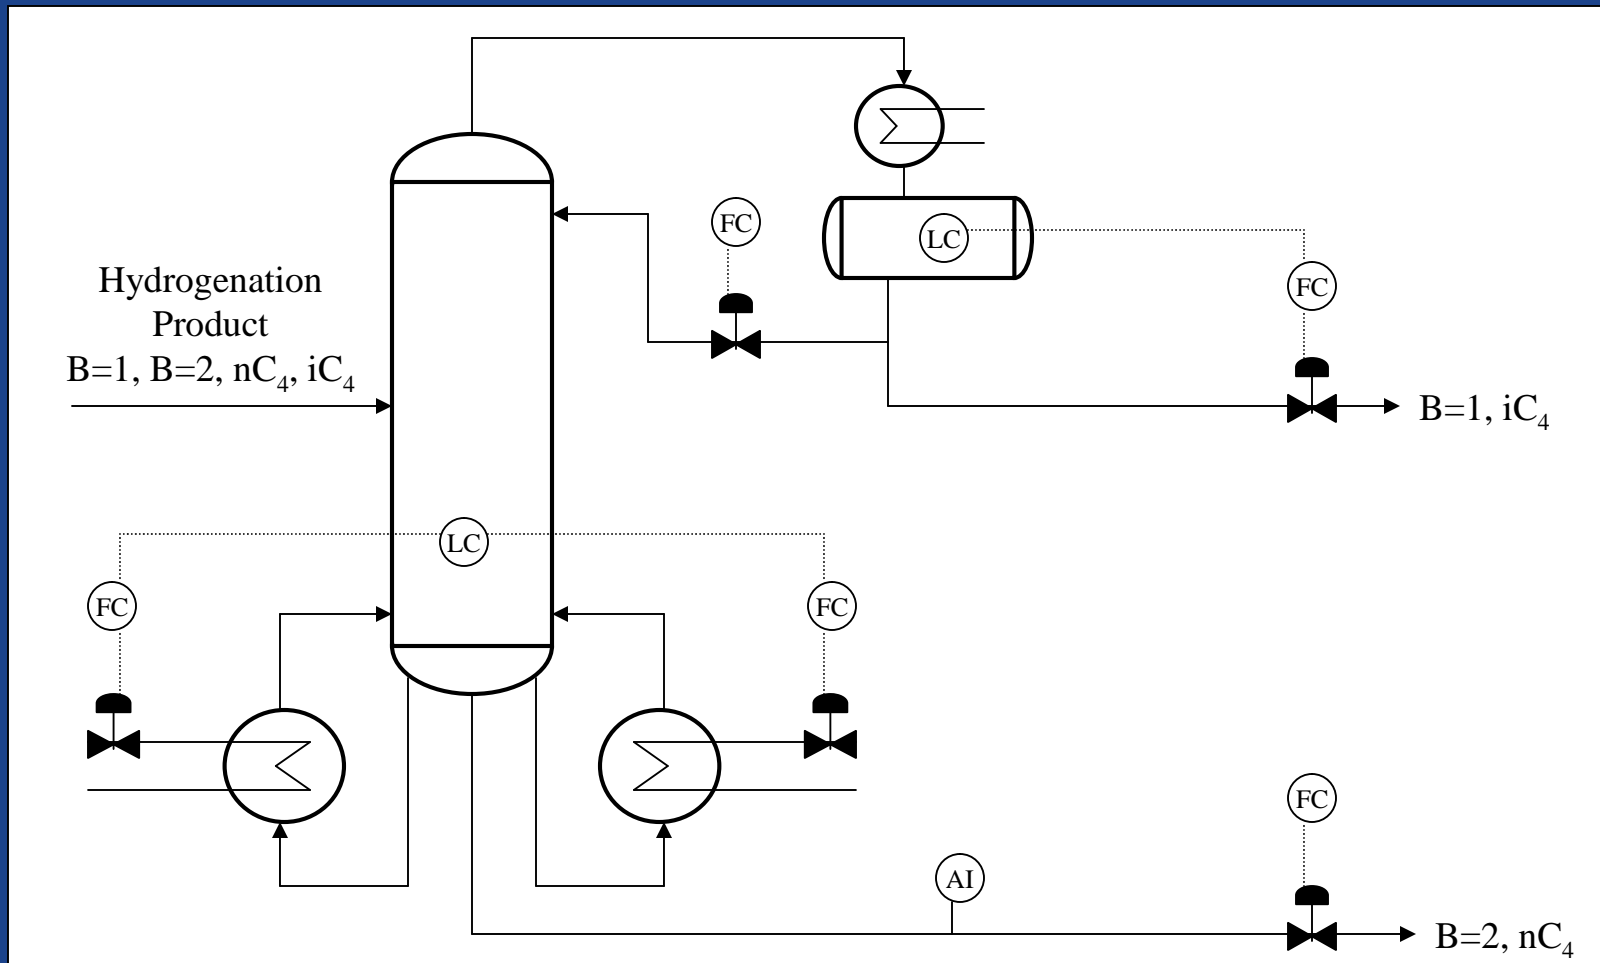 FC
LC
FC
Hydrogenation
Product
B=1, B=2, nC4, iC4
B=1, iC4
LC
FC
FC
FC
AI
B=2, nC4